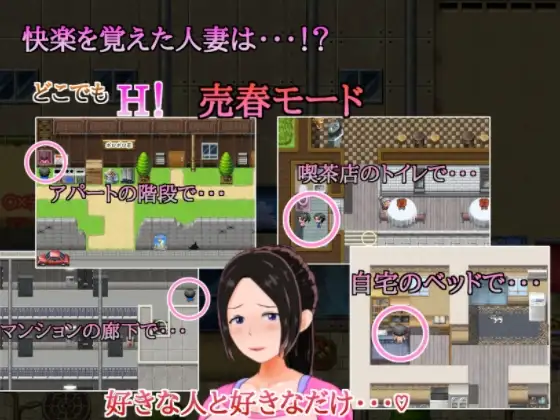 快楽を覚えた人妻は・・・!?
どこでも H! 売春モード
アパートの階段で・・・
喫茶店のトイレで・・・
マンションの廊下で・・・
自宅のベッドで・・・
好きな人と好きなだけ・・・♡